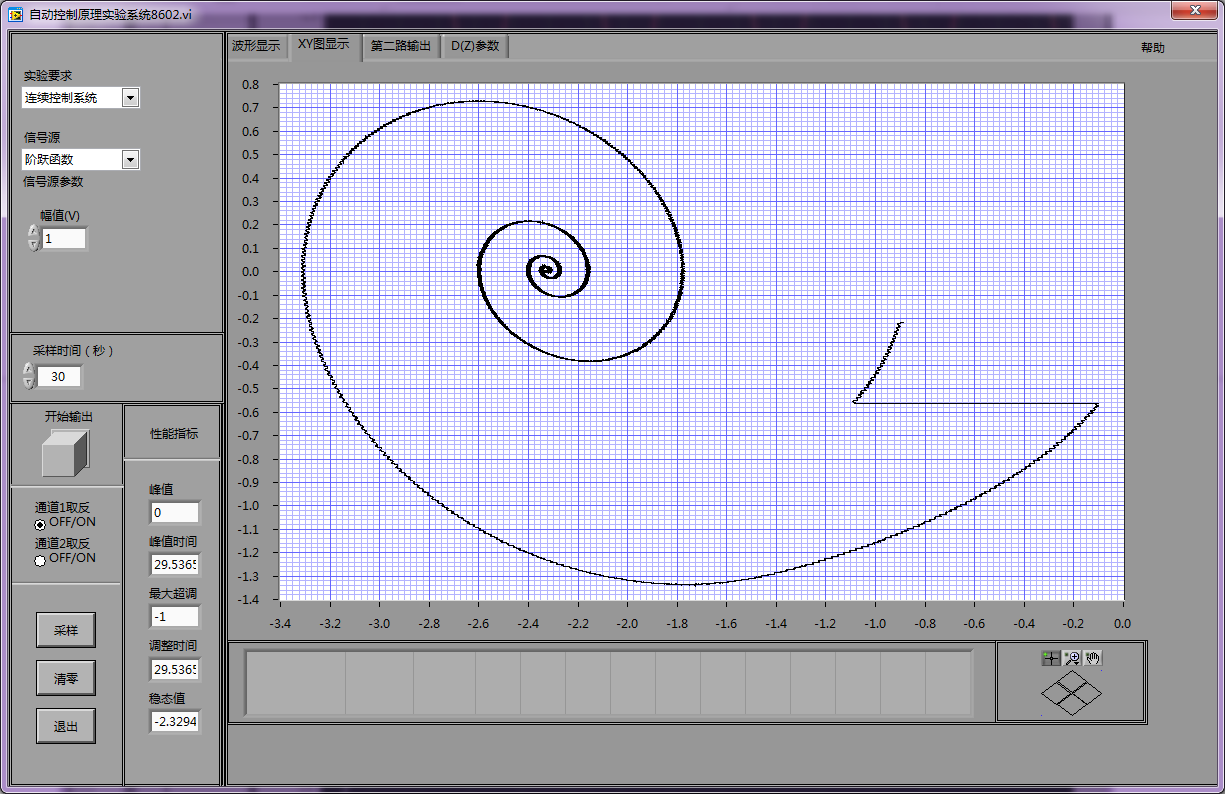 自动控制原理实验系统8602.vi
波形显示 XY图显示 第二路输出 D(Z)参数 帮助
实验要求
连续控制系统
信号源
阶跃函数
信号源参数
幅值(V)
1
采样时间（秒）
30
开始输出
通道1取反
OFF/ON
通道2取反
OFF/ON
采样
清零
退出
性能指标
峰值
0
峰值时间
29.5365
最大超调
-1
调整时间
29.5365
稳态值
-2.3294
0.8
0.7
0.6
0.5
0.4
0.3
0.2
0.1
0.0
-0.1
-0.2
-0.3
-0.4
-0.5
-0.6
-0.7
-0.8
-0.9
-1.0
-1.1
-1.2
-1.3
-1.4
-3.4 -3.2 -3.0 -2.8 -2.6 -2.4 -2.2 -2.0 -1.8 -1.6 -1.4 -1.2 -1.0 -0.8 -0.6 -0.4 -0.2 0.0